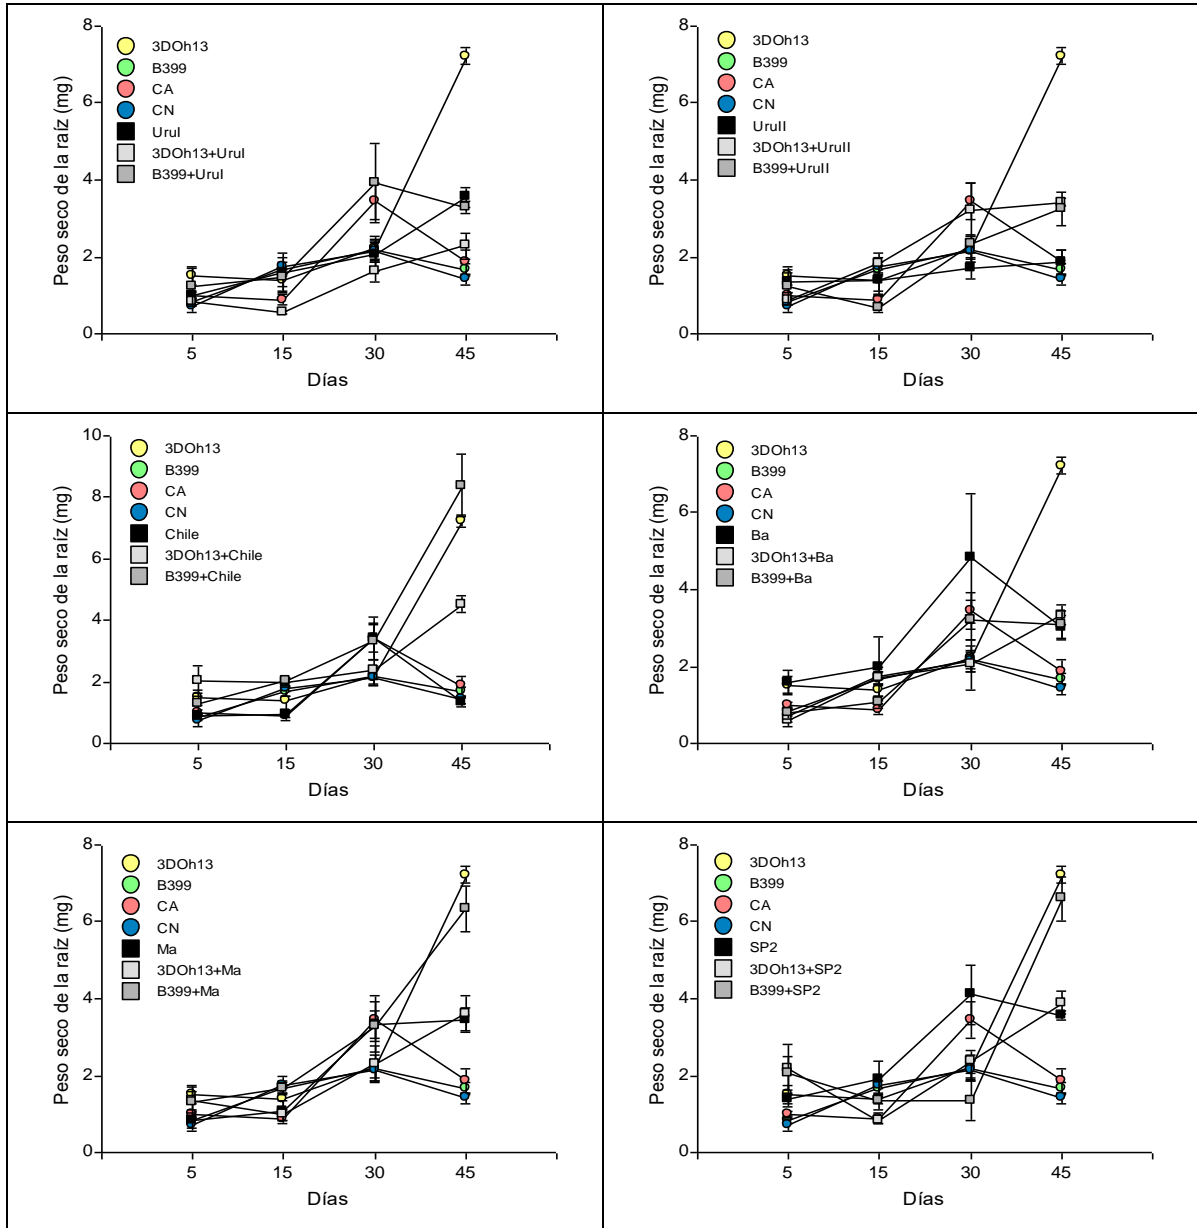 8
6
4
2
0
Peso seco de la raíz (mg)
3DOh13
B399
CA
CN
UruI
3DOh13+UruI
B399+UruI
5 15 30 45
Días
8
6
4
2
0
Peso seco de la raíz (mg)
3DOh13
B399
CA
CN
UruII
3DOh13+UruII
B399+UruII
5 15 30 45
Días
10
8
6
4
2
0
Peso seco de la raíz (mg)
3DOh13
B399
CA
CN
Chile
3DOh13+Chile
B399+Chile
5 15 30 45
Días
8
6
4
2
0
Peso seco de la raíz (mg)
3DOh13
B399
CA
CN
Ba
3DOh13+Ba
B399+Ba
5 15 30 45
Días
8
6
4
2
0
Peso seco de la raíz (mg)
3DOh13
B399
CA
CN
Ma
3DOh13+Ma
B399+Ma
5 15 30 45
Días
8
6
4
2
0
Peso seco de la raíz (mg)
3DOh13
B399
CA
CN
SP2
3DOh13+SP2
B399+SP2
5 15 30 45
Días